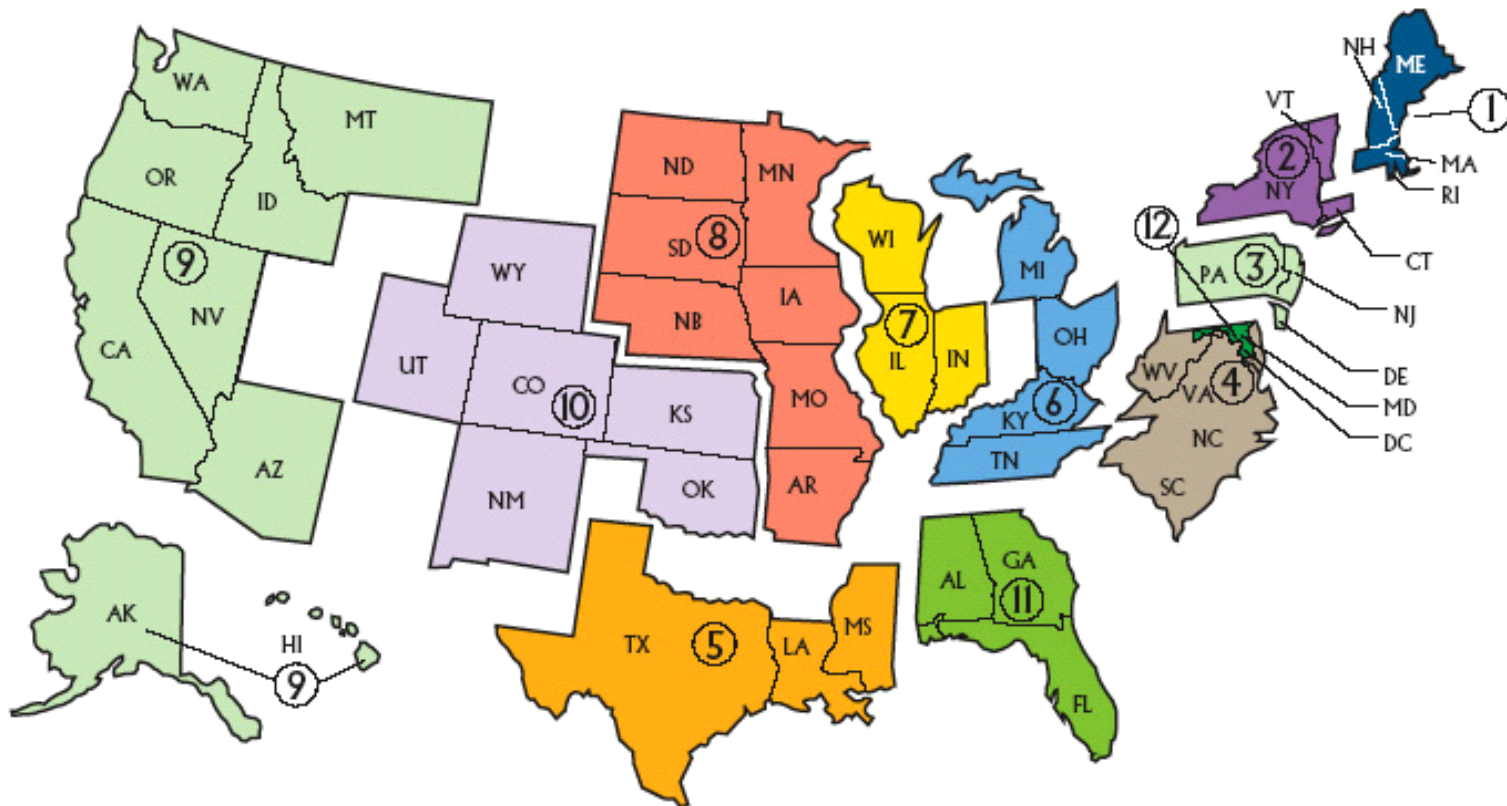 NH
ME
WA
1
MT
VT
2
MA
ND
MN
OR
NY
RI
ID
12
WI
8
SD
9
WY
PA
3
CT
MI
IA
NV
NB
NJ
7
OH
CA
UT
IL
IN
WV
4
DE
CO
VA
10
MO
6
MD
KS
KY
NC
DC
TN
AZ
OK
AR
SC
NM
GA
AL
11
AK
MS
HI
TX
5
LA
9
FL